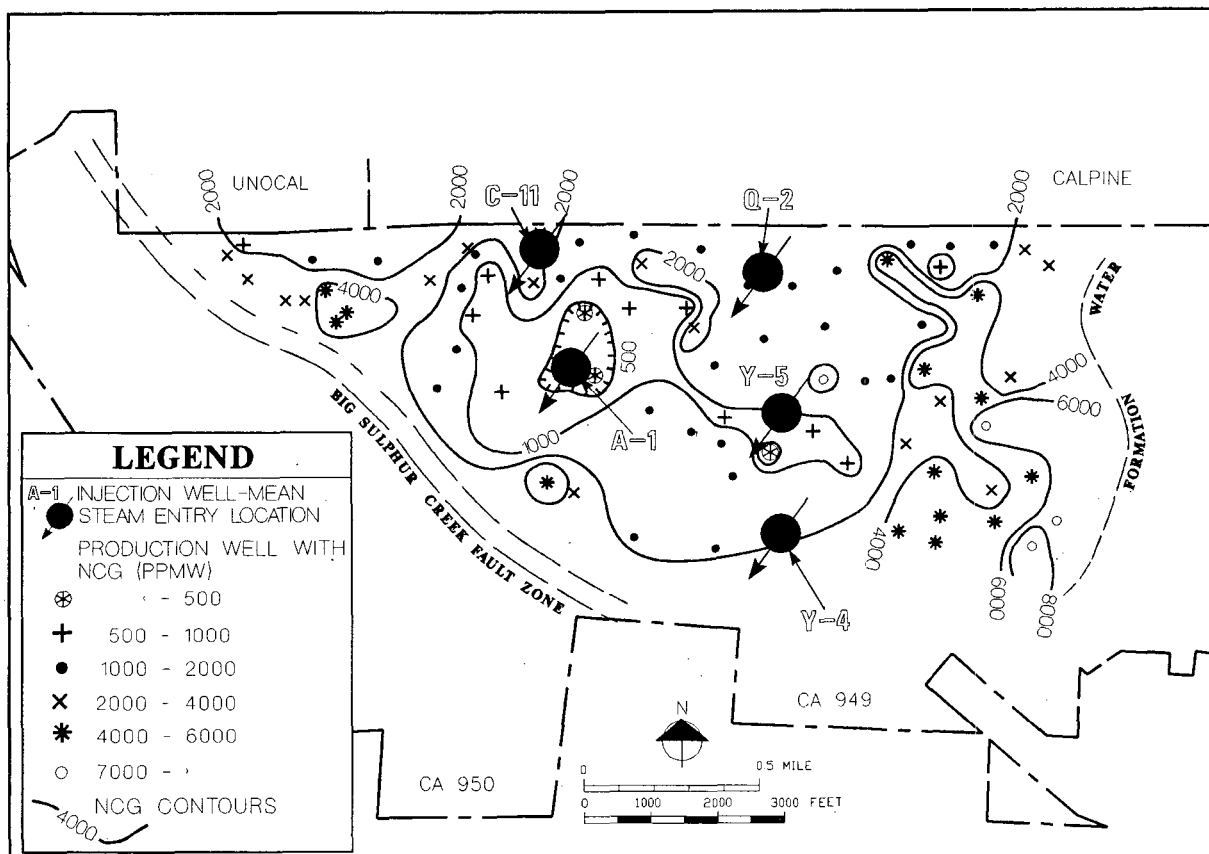 UNOCAL
CALPINE
2000
2000
2000
2000
2000
C-11
Q-2
4000
500
Y-5
1000
A-1
4000
6000
WATER
FORMATION
BIG SULPHUR CREEK FAULT ZONE
4000
6000
8000
Y-4
CA 949
CA 950
N
0 0.5 MILE
0 1000 2000 3000 FEET
LEGEND
A-1 INJECTION WELL-MEAN
STEAM ENTRY LOCATION
PRODUCTION WELL WITH
NCG (PPMW)
- 500
500 - 1000
1000 - 2000
2000 - 4000
4000 - 6000
7000 -
NCG CONTOURS
4000